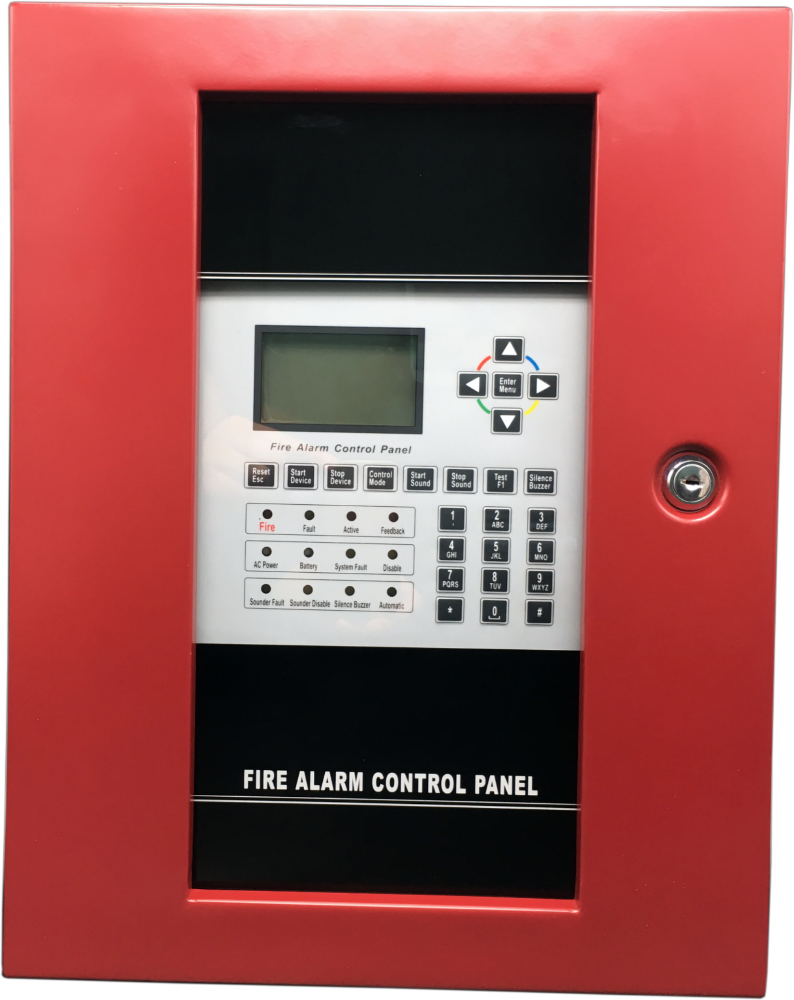 Enter
Menu
Fire Alarm Control Panel
Reset
Esc
Start
Device
Stop
Device
Control
Mode
Start
Sound
Stop
Sound
Test
F1
Silence
Buzzer
Fire
Fault
Active
Feedback
AC Power
Battery
System Fault
Disable
Sounder Fault
Sounder Disable
Silence Buzzer
Automatic
1
,
2
ABC
3
DEF
4
GHI
5
JKL
6
MNO
7
PQRS
8
TUV
9
WXYZ
*
0
#
FIRE ALARM CONTROL PANEL